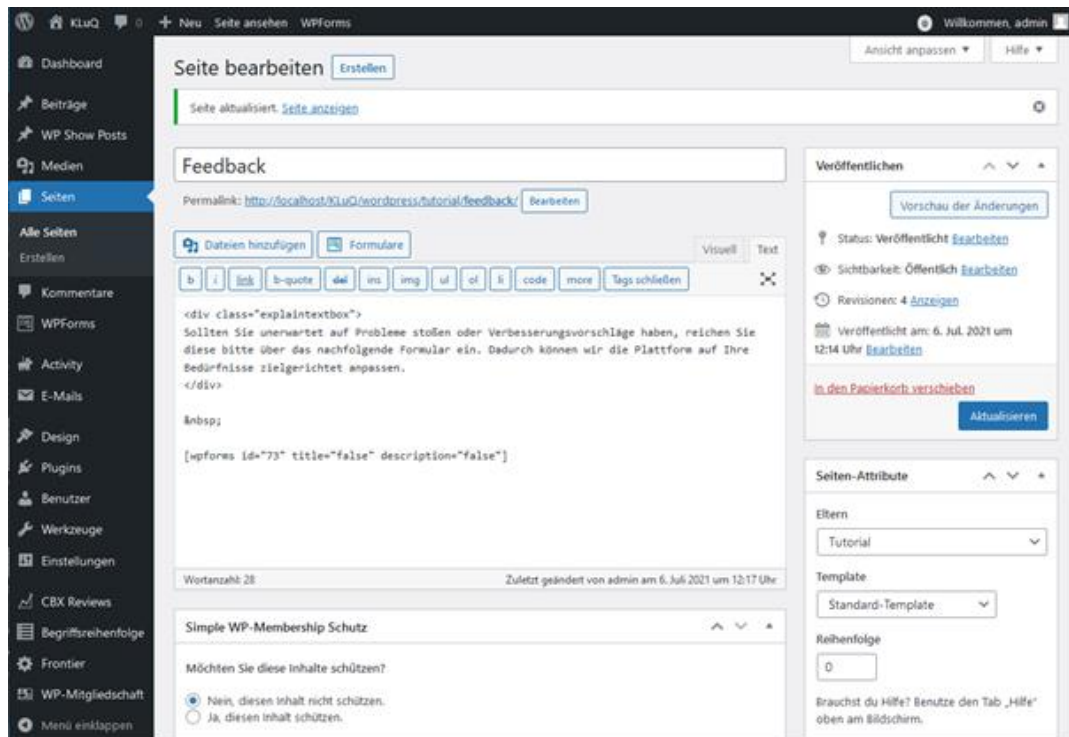 KLuQ 0 Neu Seite ansehen WPForms Willkommen, admin
Ansicht anpassen Hilfe
Dashboard
Beiträge
WP Show Posts
Medien
Seiten
Alle Seiten
Erstellen
Kommentare
WPForms
Activity
E-Mails
Design
Plugins
Benutzer
Werkzeuge
Einstellungen
CBX Reviews
Begriffsreihenfolge
Frontier
WP-Mitgliedschaft
Menü einklappen
Seite bearbeiten Erstellen
Seite aktualisiert. Seite anzeigen
Feedback
Permalink: http://localhost/KLuQ/wordpress/tutorial/feedback/ Bearbeiten
Dateien hinzufügen Formulare Visuell Text
b i link b-quote del ins img ul ol li code more Tags schließen
<div class="explaintextbox">
Sollten Sie unerwartet auf Probleme stoßen oder Verbesserungsvorschläge haben, reichen Sie
diese bitte über das nachfolgende Formular ein. Dadurch können wir die Plattform auf Ihre
Bedürfnisse zielgerichtet anpassen.
</div>
&nbsp;
[wpforms id="73" title="false" description="false"]
Wortanzahl: 28 Zuletzt geändert von admin am 6. Juli 2021 um 12:17 Uhr
Simple WP-Membership Schutz
Möchten Sie diese Inhalte schützen?
Nein, diesen Inhalt nicht schützen.
Ja, diesen Inhalt schützen.
Veröffentlichen
Vorschau der Änderungen
Status: Veröffentlicht Bearbeiten
Sichtbarkeit: Öffentlich Bearbeiten
Revisionen: 4 Anzeigen
Veröffentlicht am: 6. Jul. 2021 um
12:14 Uhr Bearbeiten
In den Papierkorb verschieben
Aktualisieren
Seiten-Attribute
Eltern
Tutorial
Template
Standard-Template
Reihenfolge
0
Brauchst du Hilfe? Benutze den Tab „Hilfe“
oben am Bildschirm.